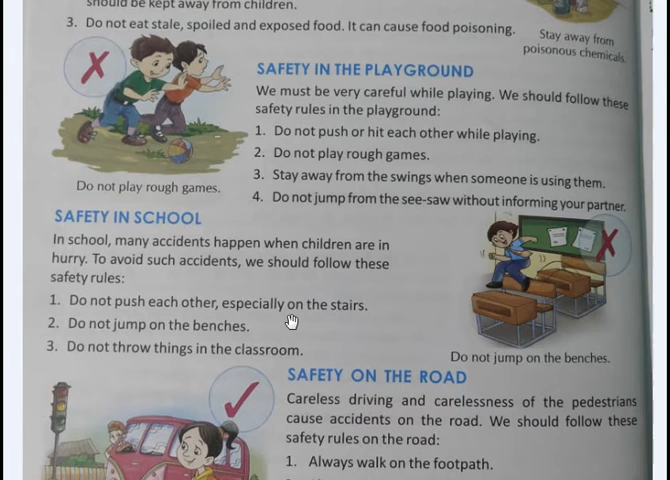 should be kept away from children.
3. Do not eat stale, spoiled and exposed food. It can cause food poisoning.
Stay away from
poisonous chemicals.
SAFETY IN THE PLAYGROUND
We must be very careful while playing. We should follow these
safety rules in the playground:
1. Do not push or hit each other while playing.
2. Do not play rough games.
3. Stay away from the swings when someone is using them.
4. Do not jump from the see-saw without informing your partner.
Do not play rough games.
SAFETY IN SCHOOL
In school, many accidents happen when children are in
hurry. To avoid such accidents, we should follow these
safety rules:
1. Do not push each other, especially on the stairs.
2. Do not jump on the benches.
3. Do not throw things in the classroom.
Do not jump on the benches.
SAFETY ON THE ROAD
Careless driving and carelessness of the pedestrians
cause accidents on the road. We should follow these
safety rules on the road:
1. Always walk on the footpath.